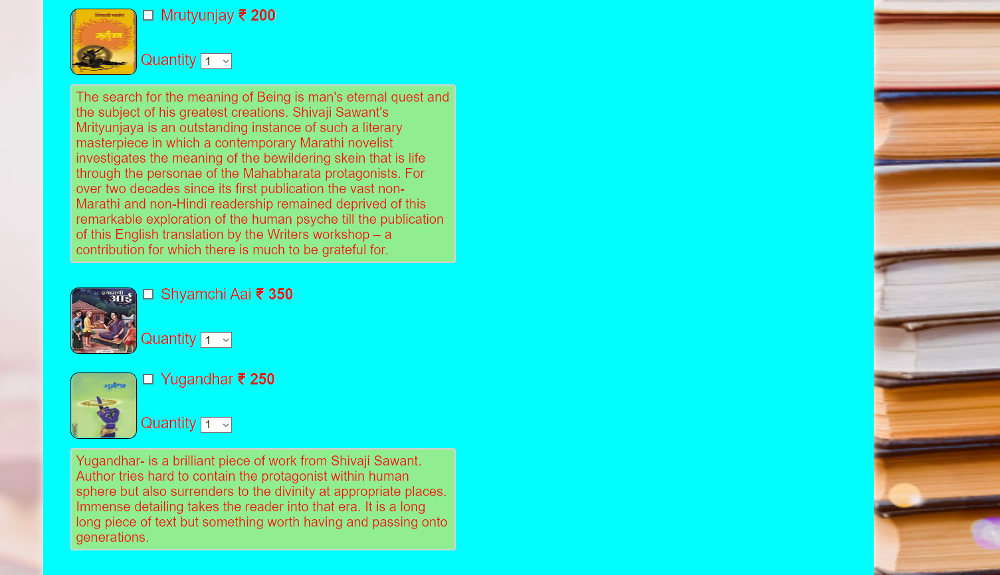 शिवाजी सावंत
मृत्युंजय
Mrutyunjay ₹ 200
Quantity 1
The search for the meaning of Being is man's eternal quest and
the subject of his greatest creations. Shivaji Sawant's
Mrityunjaya is an outstanding instance of such a literary
masterpiece in which a contemporary Marathi novelist
investigates the meaning of the bewildering skein that is life
through the personae of the Mahabharata protagonists. For
over two decades since its first publication the vast non-
Marathi and non-Hindi readership remained deprived of this
remarkable exploration of the human psyche till the publication
of this English translation by the Writers workshop – a
contribution for which there is much to be grateful for.
श्यामची
आई
Shyamchi Aai ₹ 350
Quantity 1
युगंधर
Yugandhar ₹ 250
Quantity 1
Yugandhar- is a brilliant piece of work from Shivaji Sawant.
Author tries hard to contain the protagonist within human
sphere but also surrenders to the divinity at appropriate places.
Immense detailing takes the reader into that era. It is a long
long piece of text but something worth having and passing onto
generations.